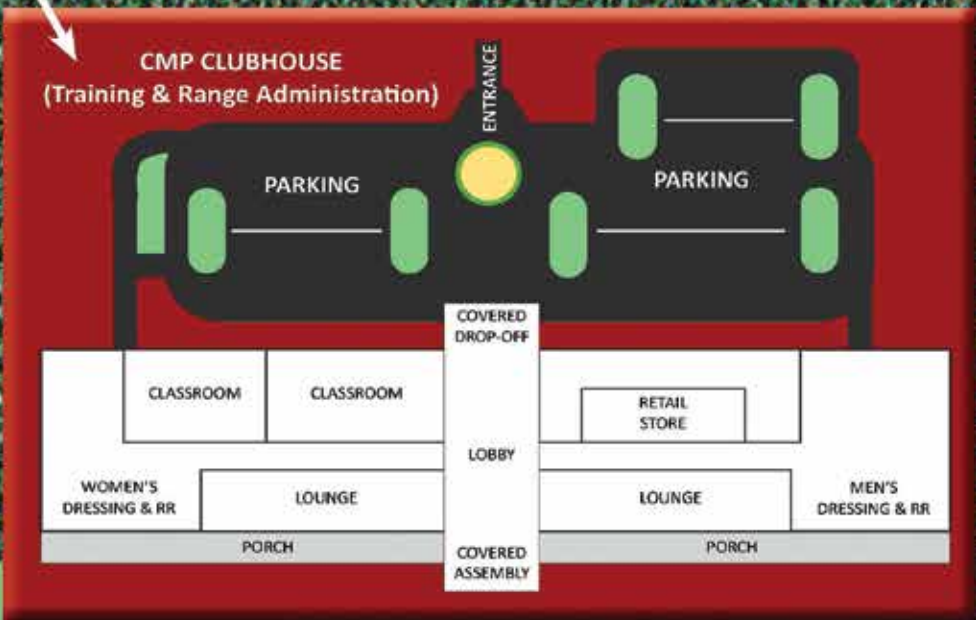 CMP CLUBHOUSE
(Training & Range Administration)
ENTRANCE
PARKING
PARKING
COVERED
DROP-OFF
CLASSROOM
CLASSROOM
RETAIL
STORE
LOBBY
WOMEN'S
DRESSING & RR
LOUNGE
LOUNGE
MEN'S
DRESSING & RR
PORCH
PORCH
COVERED
ASSEMBLY